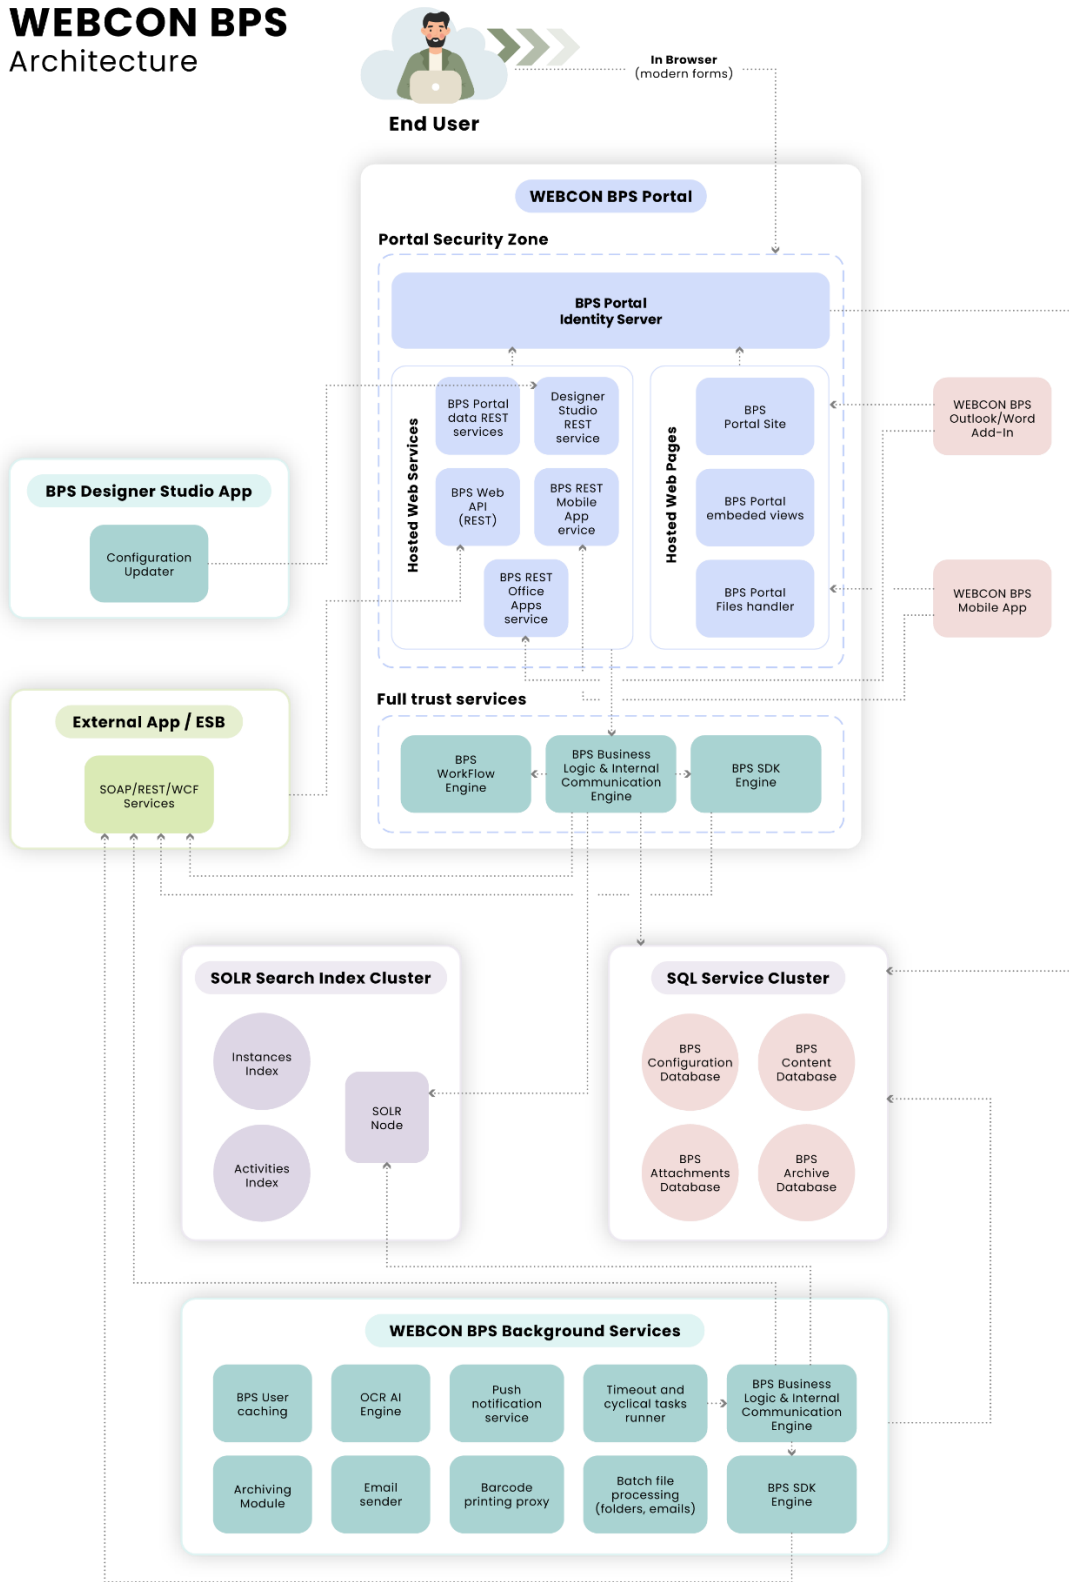 WEBCON BPS
Architecture
In Browser
(modern forms)
End User
WEBCON BPS Portal
Portal Security Zone
BPS Portal
Identity Server
Hosted Web Services
BPS Portal
data REST
services
Designer
Studio
REST
service
BPS Web
API
(REST)
BPS REST
Mobile
App
ervice
BPS REST
Office
Apps
service
Hosted Web Pages
BPS
Portal Site
BPS Portal
embeded views
BPS Portal
Files handler
WEBCON BPS
Outlook/Word
Add-In
WEBCON BPS
Mobile App
BPS Designer Studio App
Configuration
Updater
External App / ESB
SOAP/REST/WCF
Services
Full trust services
BPS
WorkFlow
Engine
BPS Business
Logic & Internal
Communication
Engine
BPS SDK
Engine
SOLR Search Index Cluster
Instances
Index
Activities
Index
SOLR
Node
SQL Service Cluster
BPS
Configuration
Database
BPS
Content
Database
BPS
Attachments
Database
BPS
Archive
Database
WEBCON BPS Background Services
BPS User
caching
OCR AI
Engine
Push
notification
service
Timeout and
cyclical tasks
runner
BPS Business
Logic & Internal
Communication
Engine
Archiving
Module
Email
sender
Barcode
printing proxy
Batch file
processing
(folders, emails)
BPS SDK
Engine